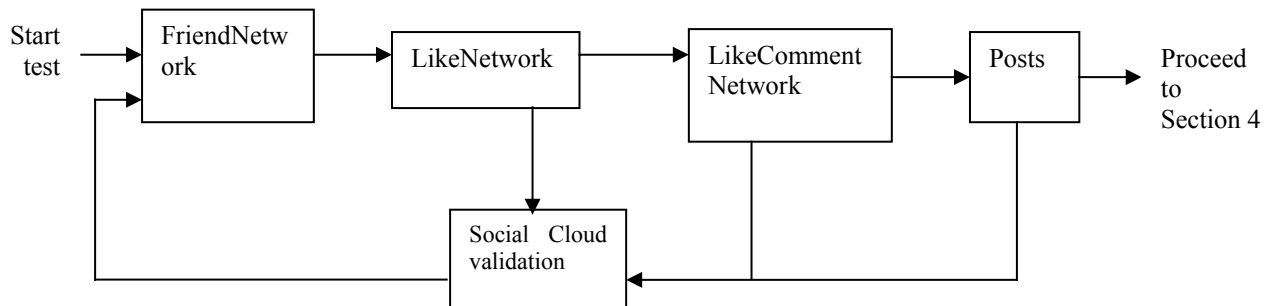 Start
test
FriendNetw
ork
LikeNetwork
LikeComment
Network
Posts
Proceed
to
Section 4
Social Cloud
validation